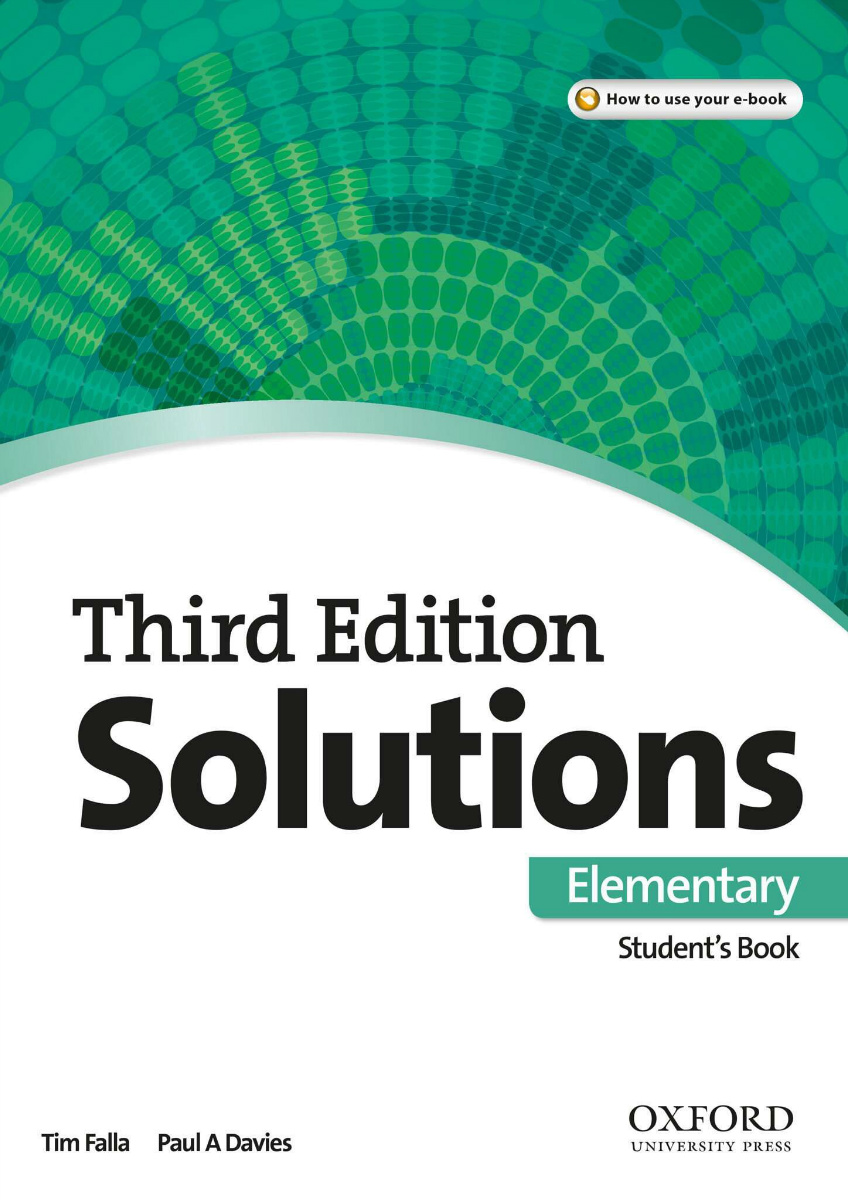 How to use your e-book
Third Edition
Solutions
Elementary
Student’s Book
Tim Falla Paul A Davies
OXFORD
UNIVERSITY PRESS